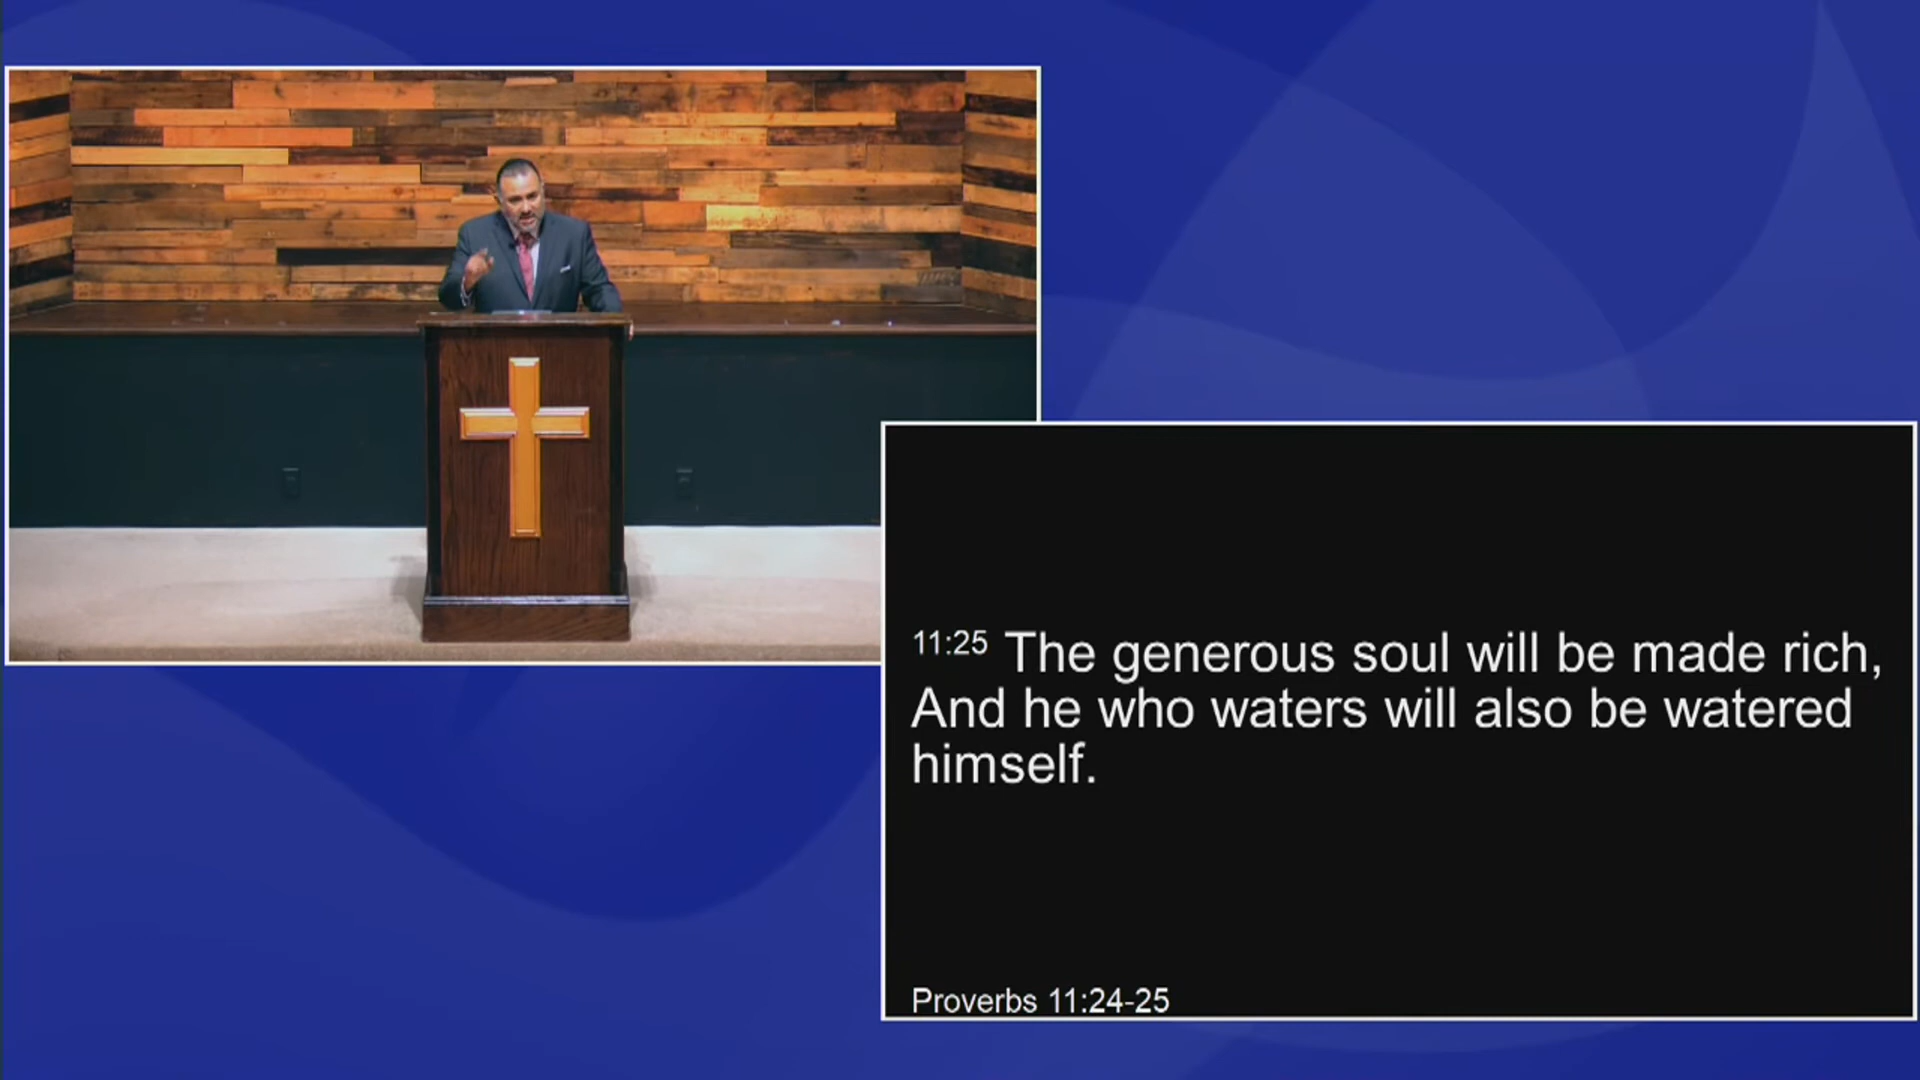 11:25 The generous soul will be made rich,
And he who waters will also be watered
himself.
Proverbs 11:24-25